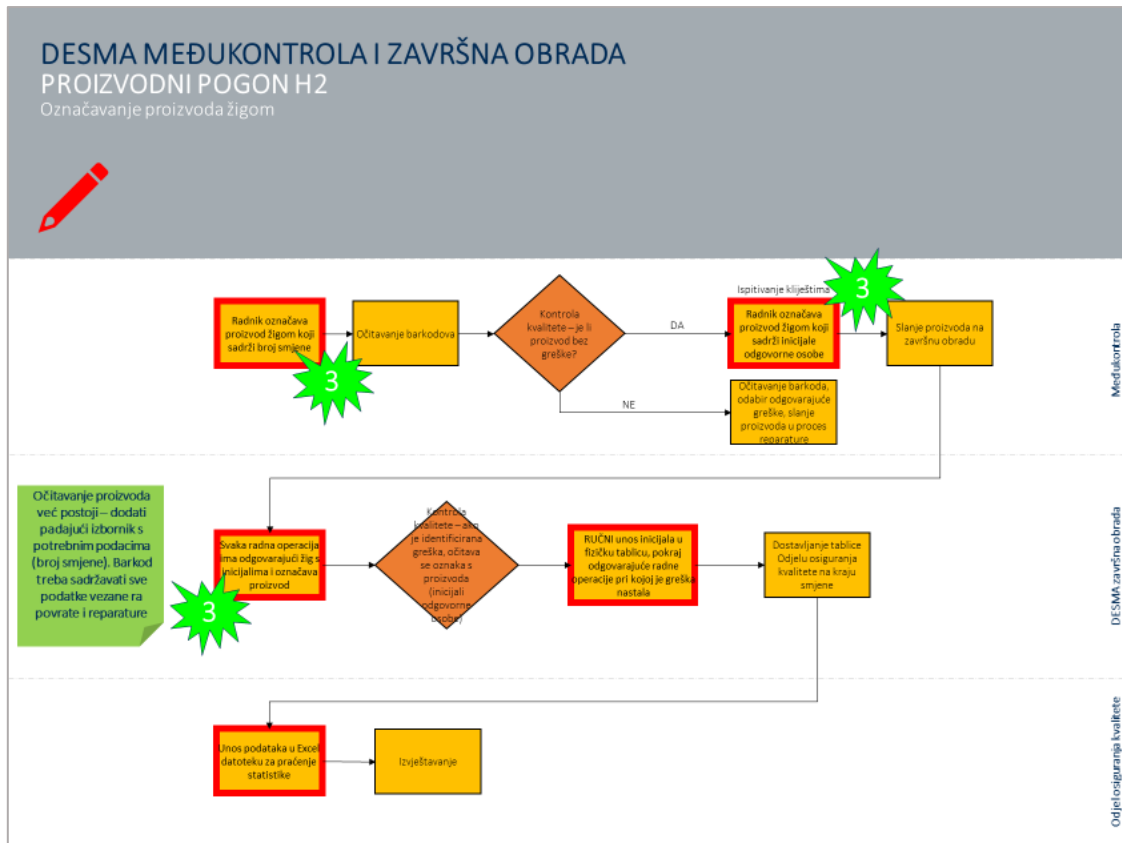 DESMA MEĐUKONTROLA I ZAVRŠNA OBRADA
PROIZVODNI POGON H2
Označavanje proizvoda žigom
Radnik označava
proizvod žigom koji
sadrži broj smjene
3
Očitavanje barkodova
Kontrola
kvalitete – je li
proizvod bez
greške?
DA
NE
Ispitivanje kliještima
Radnik označava
proizvod žigom koji
sadrži inicijale
odgovorne osobe
3
Slanje proizvoda na
završnu obradu
Očitavanje barkoda,
odabir odgovarajuće
greške, slanje
proizvoda u proces
reparature
Međukontrola
Očitavanje proizvoda
već postoji – dodati
padajući izbornik s
potrebnim podacima
(broj smjene). Barkod
treba sadržavati sve
podatke vezane ra
povrate i reparature
Svaka radna operacija
ima odgovarajući žig s
inicijalima i označava
proizvod
3
Kontrola
kvalitete – ako
je identificirana
greška, očitava
se oznaka s
proizvoda
(inicijali
odgovorne
osobe)
RUČNI unos inicijala u
fizičku tablicu, pokraj
odgovarajuće radne
operacije pri kojoj je greška
nastala
Dostavljanje tablice
Odjelu osiguranja
kvalitete na kraju
smjene
DESMA završna obrada
Unos podataka u Excel
datoteku za praćenje
statistike
Izvještavanje
Odjel osiguranja kvalitete